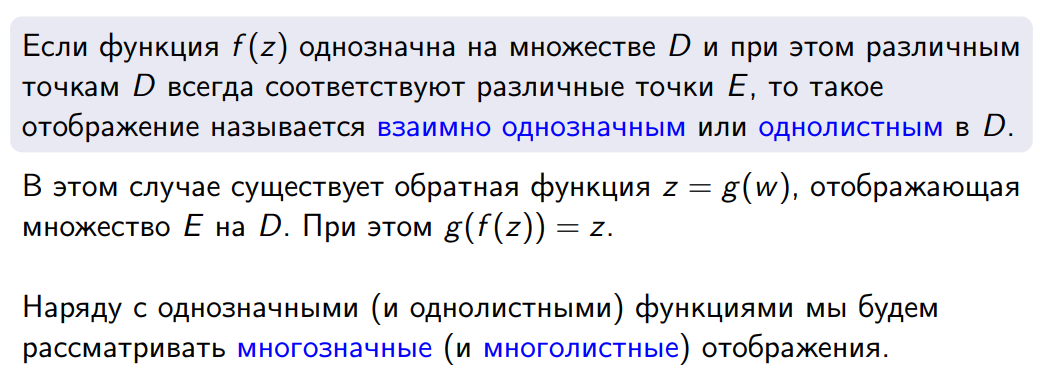 Если функция f(z) однозначна на множестве D и при этом различным
точкам D всегда соответствуют различные точки E, то такое
отображение называется взаимно однозначным или однолистным в D.
В этом случае существует обратная функция z = g(w), отображающая
множество E на D. При этом g(f(z)) = z.
Наряду с однозначными (и однолистными) функциями мы будем
рассматривать многозначные (и многолистные) отображения.